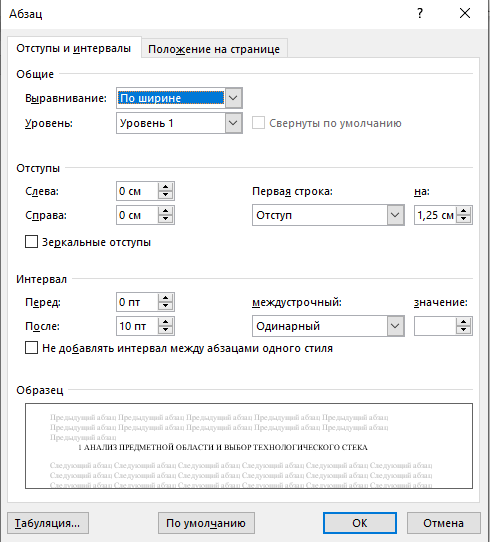 Абзац
Отступы и интервалы Положение на странице
Общие
Выравнивание: По ширине
Уровень: Уровень 1 Свернуты по умолчанию
Отступы
Слева: 0 см Первая строка: на:
Справа: 0 см Отступ 1,25 см
Зеркальные отступы
Интервал
Перед: 0 пт междустрочный: значение:
После: 10 пт Одинарный
Не добавлять интервал между абзацами одного стиля
Образец
Предыдущий абзац Предыдущий абзац Предыдущий абзац Предыдущий абзац Предыдущий абзац
Предыдущий абзац Предыдущий абзац Предыдущий абзац Предыдущий абзац Предыдущий абзац
Предыдущий абзац
1 АНАЛИЗ ПРЕДМЕТНОЙ ОБЛАСТИ И ВЫБОР ТЕХНОЛОГИЧЕСКОГО СТЕКА
Следующий абзац Следующий абзац Следующий абзац Следующий абзац Следующий абзац
Следующий абзац Следующий абзац Следующий абзац Следующий абзац Следующий абзац
Следующий абзац Следующий абзац Следующий абзац Следующий абзац Следующий абзац
Табуляция... По умолчанию ОК Отмена